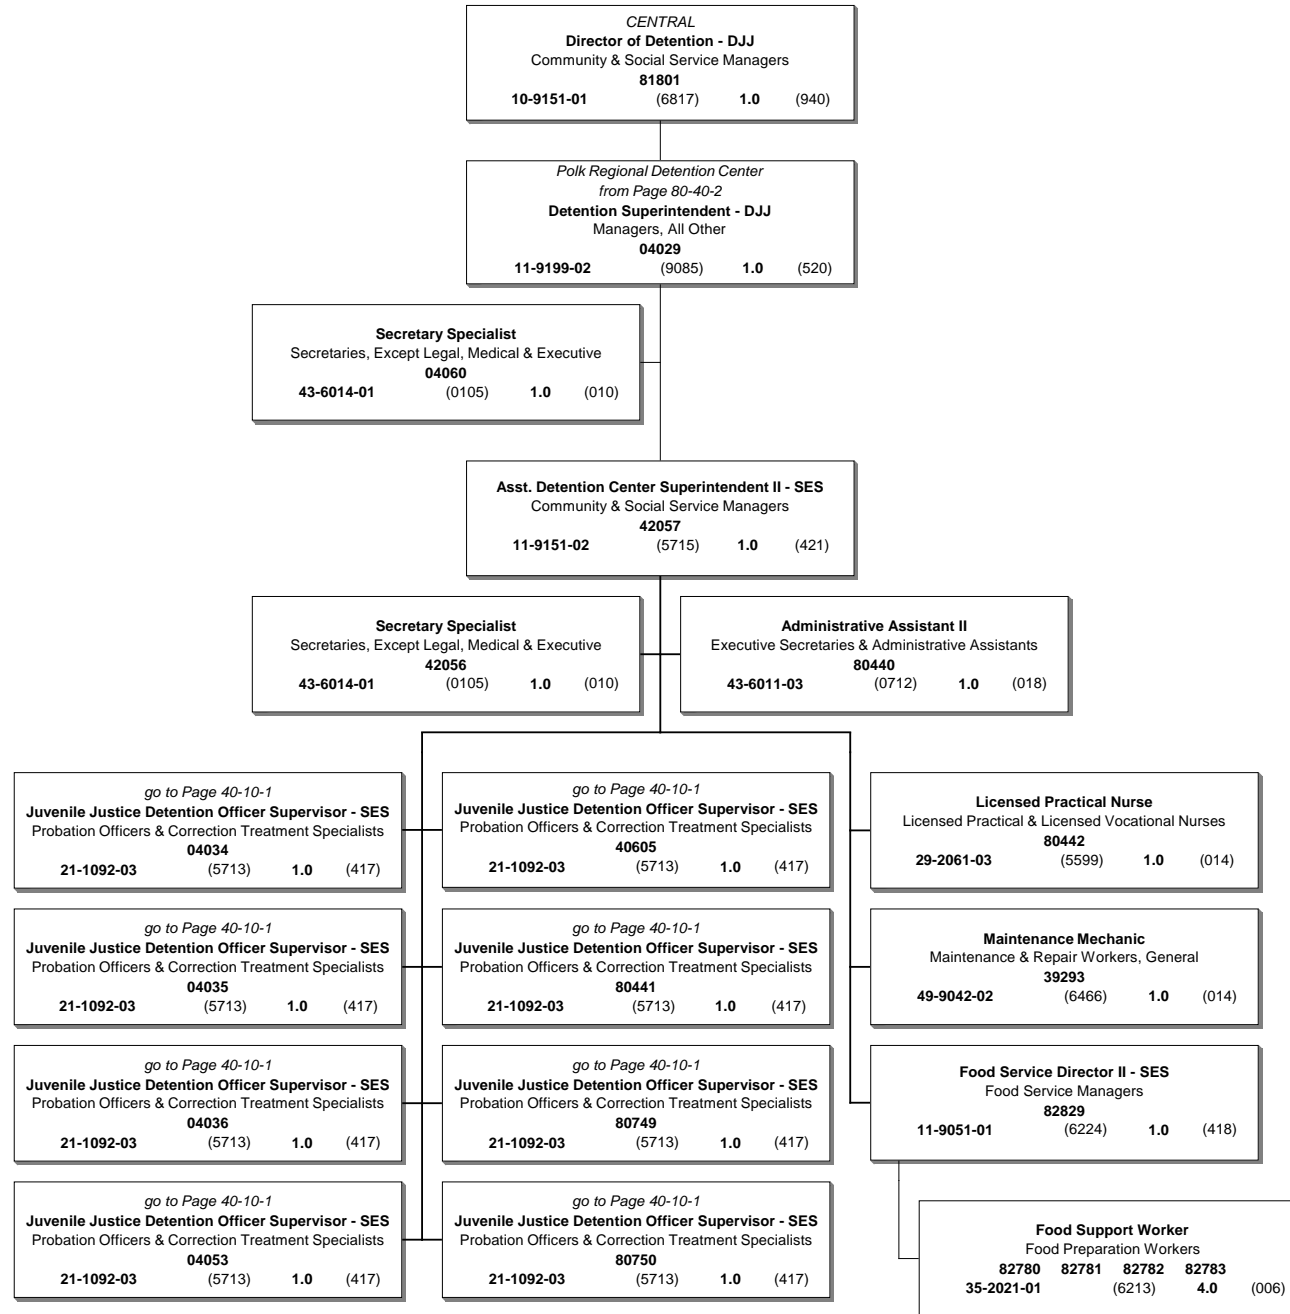 CENTRAL
Director of Detention - DJJ
Community & Social Service Managers
81801
10-9151-01 (6817) 1.0 (940)
Polk Regional Detention Center
from Page 80-40-2
Detention Superintendent - DJJ
Managers, All Other
04029
11-9199-02 (9085) 1.0 (520)
Secretary Specialist
Secretaries, Except Legal, Medical & Executive
04060
43-6014-01 (0105) 1.0 (010)
Asst. Detention Center Superintendent II - SES
Community & Social Service Managers
42057
11-9151-02 (5715) 1.0 (421)
Secretary Specialist
Secretaries, Except Legal, Medical & Executive
42056
43-6014-01 (0105) 1.0 (010)
Administrative Assistant II
Executive Secretaries & Administrative Assistants
80440
43-6011-03 (0712) 1.0 (018)
go to Page 40-10-1
Juvenile Justice Detention Officer Supervisor - SES
Probation Officers & Correction Treatment Specialists
04034
21-1092-03 (5713) 1.0 (417)
go to Page 40-10-1
Juvenile Justice Detention Officer Supervisor - SES
Probation Officers & Correction Treatment Specialists
40605
21-1092-03 (5713) 1.0 (417)
Licensed Practical Nurse
Licensed Practical & Licensed Vocational Nurses
80442
29-2061-03 (5599) 1.0 (014)
go to Page 40-10-1
Juvenile Justice Detention Officer Supervisor - SES
Probation Officers & Correction Treatment Specialists
04035
21-1092-03 (5713) 1.0 (417)
go to Page 40-10-1
Juvenile Justice Detention Officer Supervisor - SES
Probation Officers & Correction Treatment Specialists
80441
21-1092-03 (5713) 1.0 (417)
Maintenance Mechanic
Maintenance & Repair Workers, General
39293
49-9042-02 (6466) 1.0 (014)
go to Page 40-10-1
Juvenile Justice Detention Officer Supervisor - SES
Probation Officers & Correction Treatment Specialists
04036
21-1092-03 (5713) 1.0 (417)
go to Page 40-10-1
Juvenile Justice Detention Officer Supervisor - SES
Probation Officers & Correction Treatment Specialists
80749
21-1092-03 (5713) 1.0 (417)
Food Service Director II - SES
Food Service Managers
82829
11-9051-01 (6224) 1.0 (418)
go to Page 40-10-1
Juvenile Justice Detention Officer Supervisor - SES
Probation Officers & Correction Treatment Specialists
04053
21-1092-03 (5713) 1.0 (417)
go to Page 40-10-1
Juvenile Justice Detention Officer Supervisor - SES
Probation Officers & Correction Treatment Specialists
80750
21-1092-03 (5713) 1.0 (417)
Food Support Worker
Food Preparation Workers
82780 82781 82782 82783
35-2021-01 (6213) 4.0 (006)